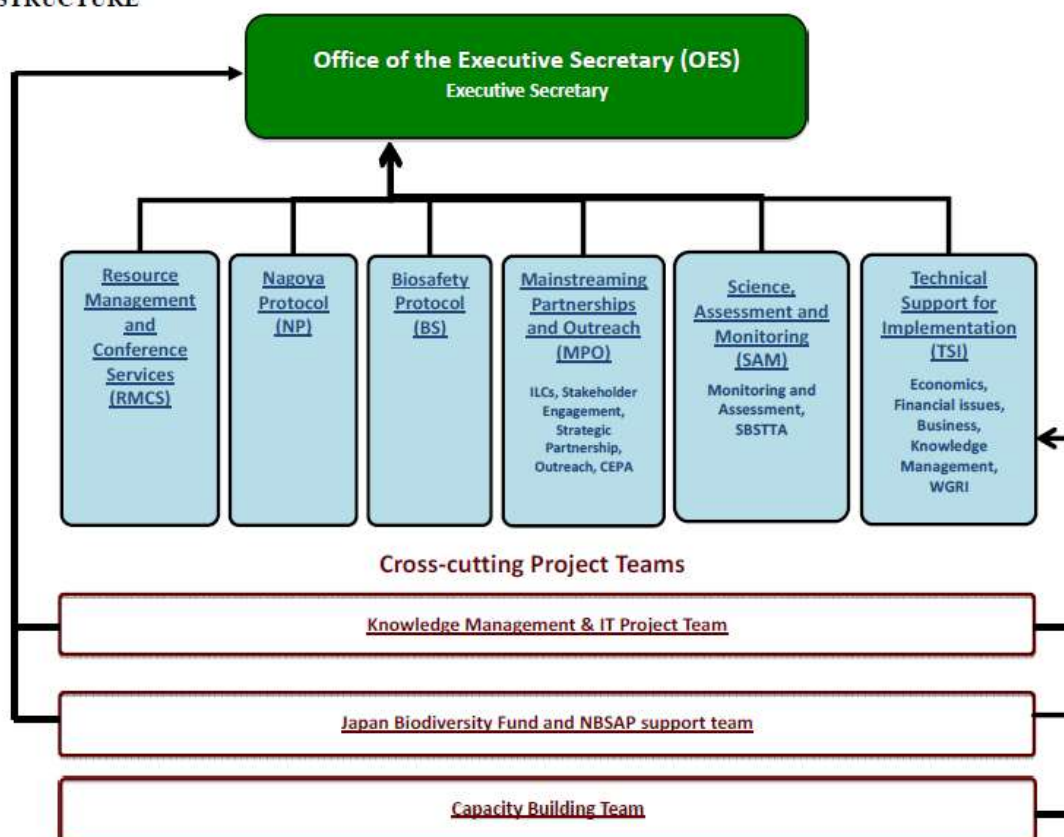 STRUCTURE
Office of the Executive Secretary (OES)
Executive Secretary
Resource
Management
and
Conference
Services
(RMCS)
Nagoya
Protocol
(NP)
Biosafety
Protocol
(BS)
Mainstreaming
Partnerships
and Outreach
(MPO)
ILCs, Stakeholder
Engagement,
Strategic
Partnership,
Outreach, CEPA
Science,
Assessment and
Monitoring
(SAM)
Monitoring and
Assessment,
SBSTTA
Technical
Support for
Implementation
(TSI)
Economics,
Financial issues,
Business,
Knowledge
Management,
WGRI
Cross-cutting Project Teams
Knowledge Management & IT Project Team
Japan Biodiversity Fund and NBSAP support team
Capacity Building Team